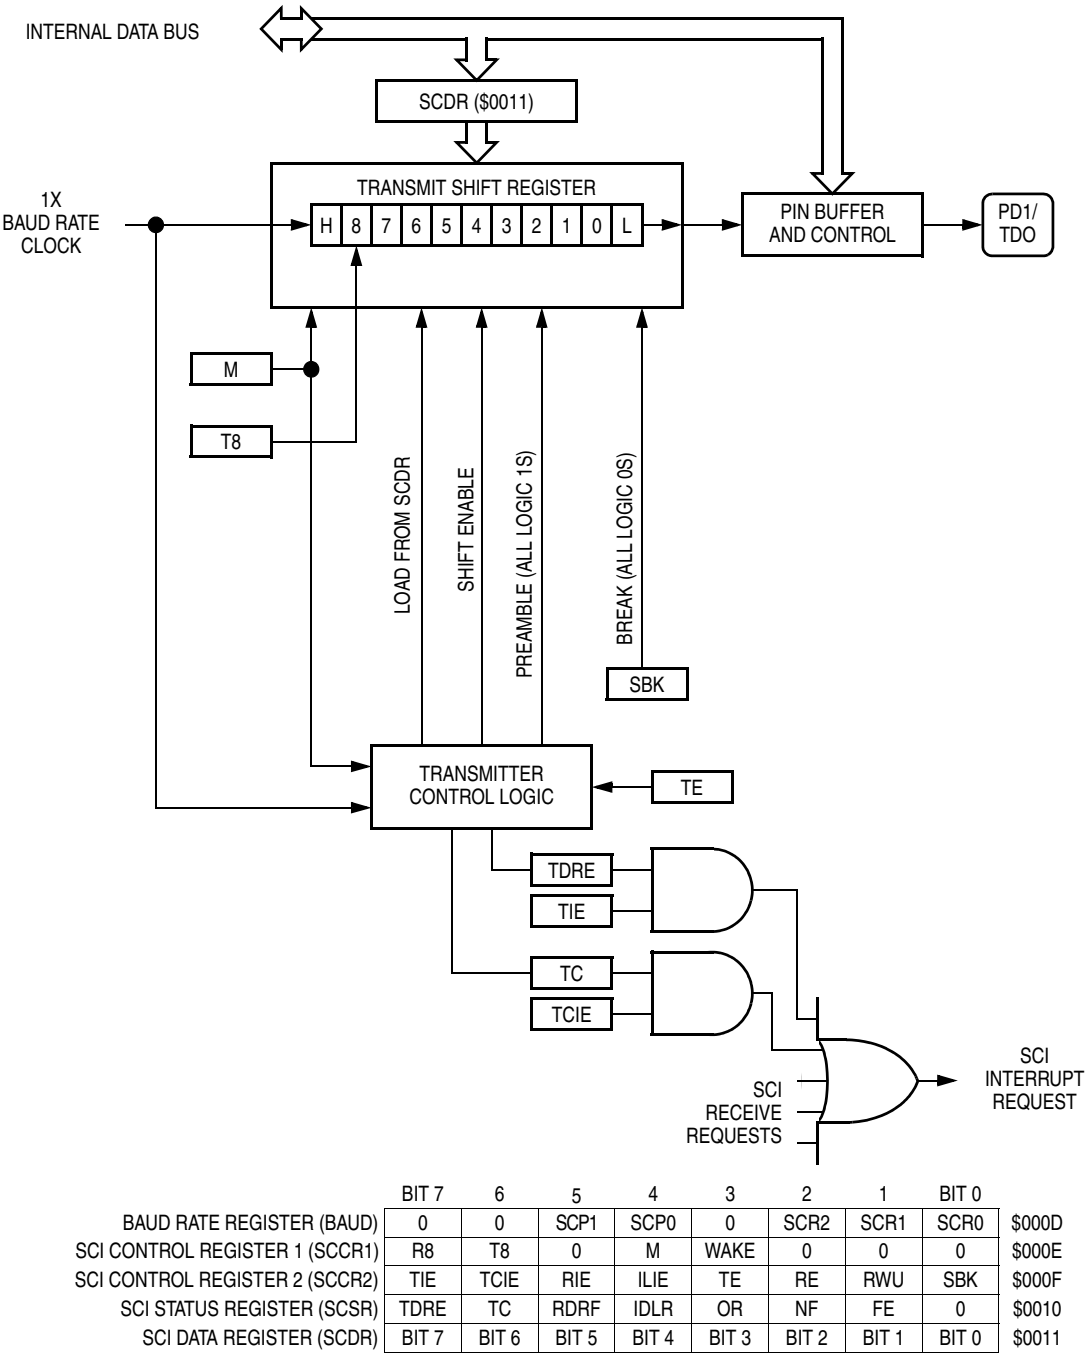 INTERNAL DATA BUS
SCDR ($0011)
TRANSMIT SHIFT REGISTER
H 8 7 6 5 4 3 2 1 0 L
1X
BAUD RATE
CLOCK
PIN BUFFER
AND CONTROL
PD1/
TDO
M
T8
LOAD FROM SCDR
SHIFT ENABLE
PREAMBLE (ALL LOGIC 1S)
BREAK (ALL LOGIC 0S)
SBK
TRANSMITTER
CONTROL LOGIC
TE
TDRE
TIE
TC
TCIE
SCI
RECEIVE
REQUESTS
SCI
INTERRUPT
REQUEST
BIT 7 6 5 4 3 2 1 BIT 0
BAUD RATE REGISTER (BAUD) 0 0 SCP1 SCP0 0 SCR2 SCR1 SCR0 $000D
SCI CONTROL REGISTER 1 (SCCR1) R8 T8 0 M WAKE 0 0 0 $000E
SCI CONTROL REGISTER 2 (SCCR2) TIE TCIE RIE ILIE TE RE RWU SBK $000F
SCI STATUS REGISTER (SCSR) TDRE TC RDRF IDLR OR NF FE 0 $0010
SCI DATA REGISTER (SCDR) BIT 7 BIT 6 BIT 5 BIT 4 BIT 3 BIT 2 BIT 1 BIT 0 $0011